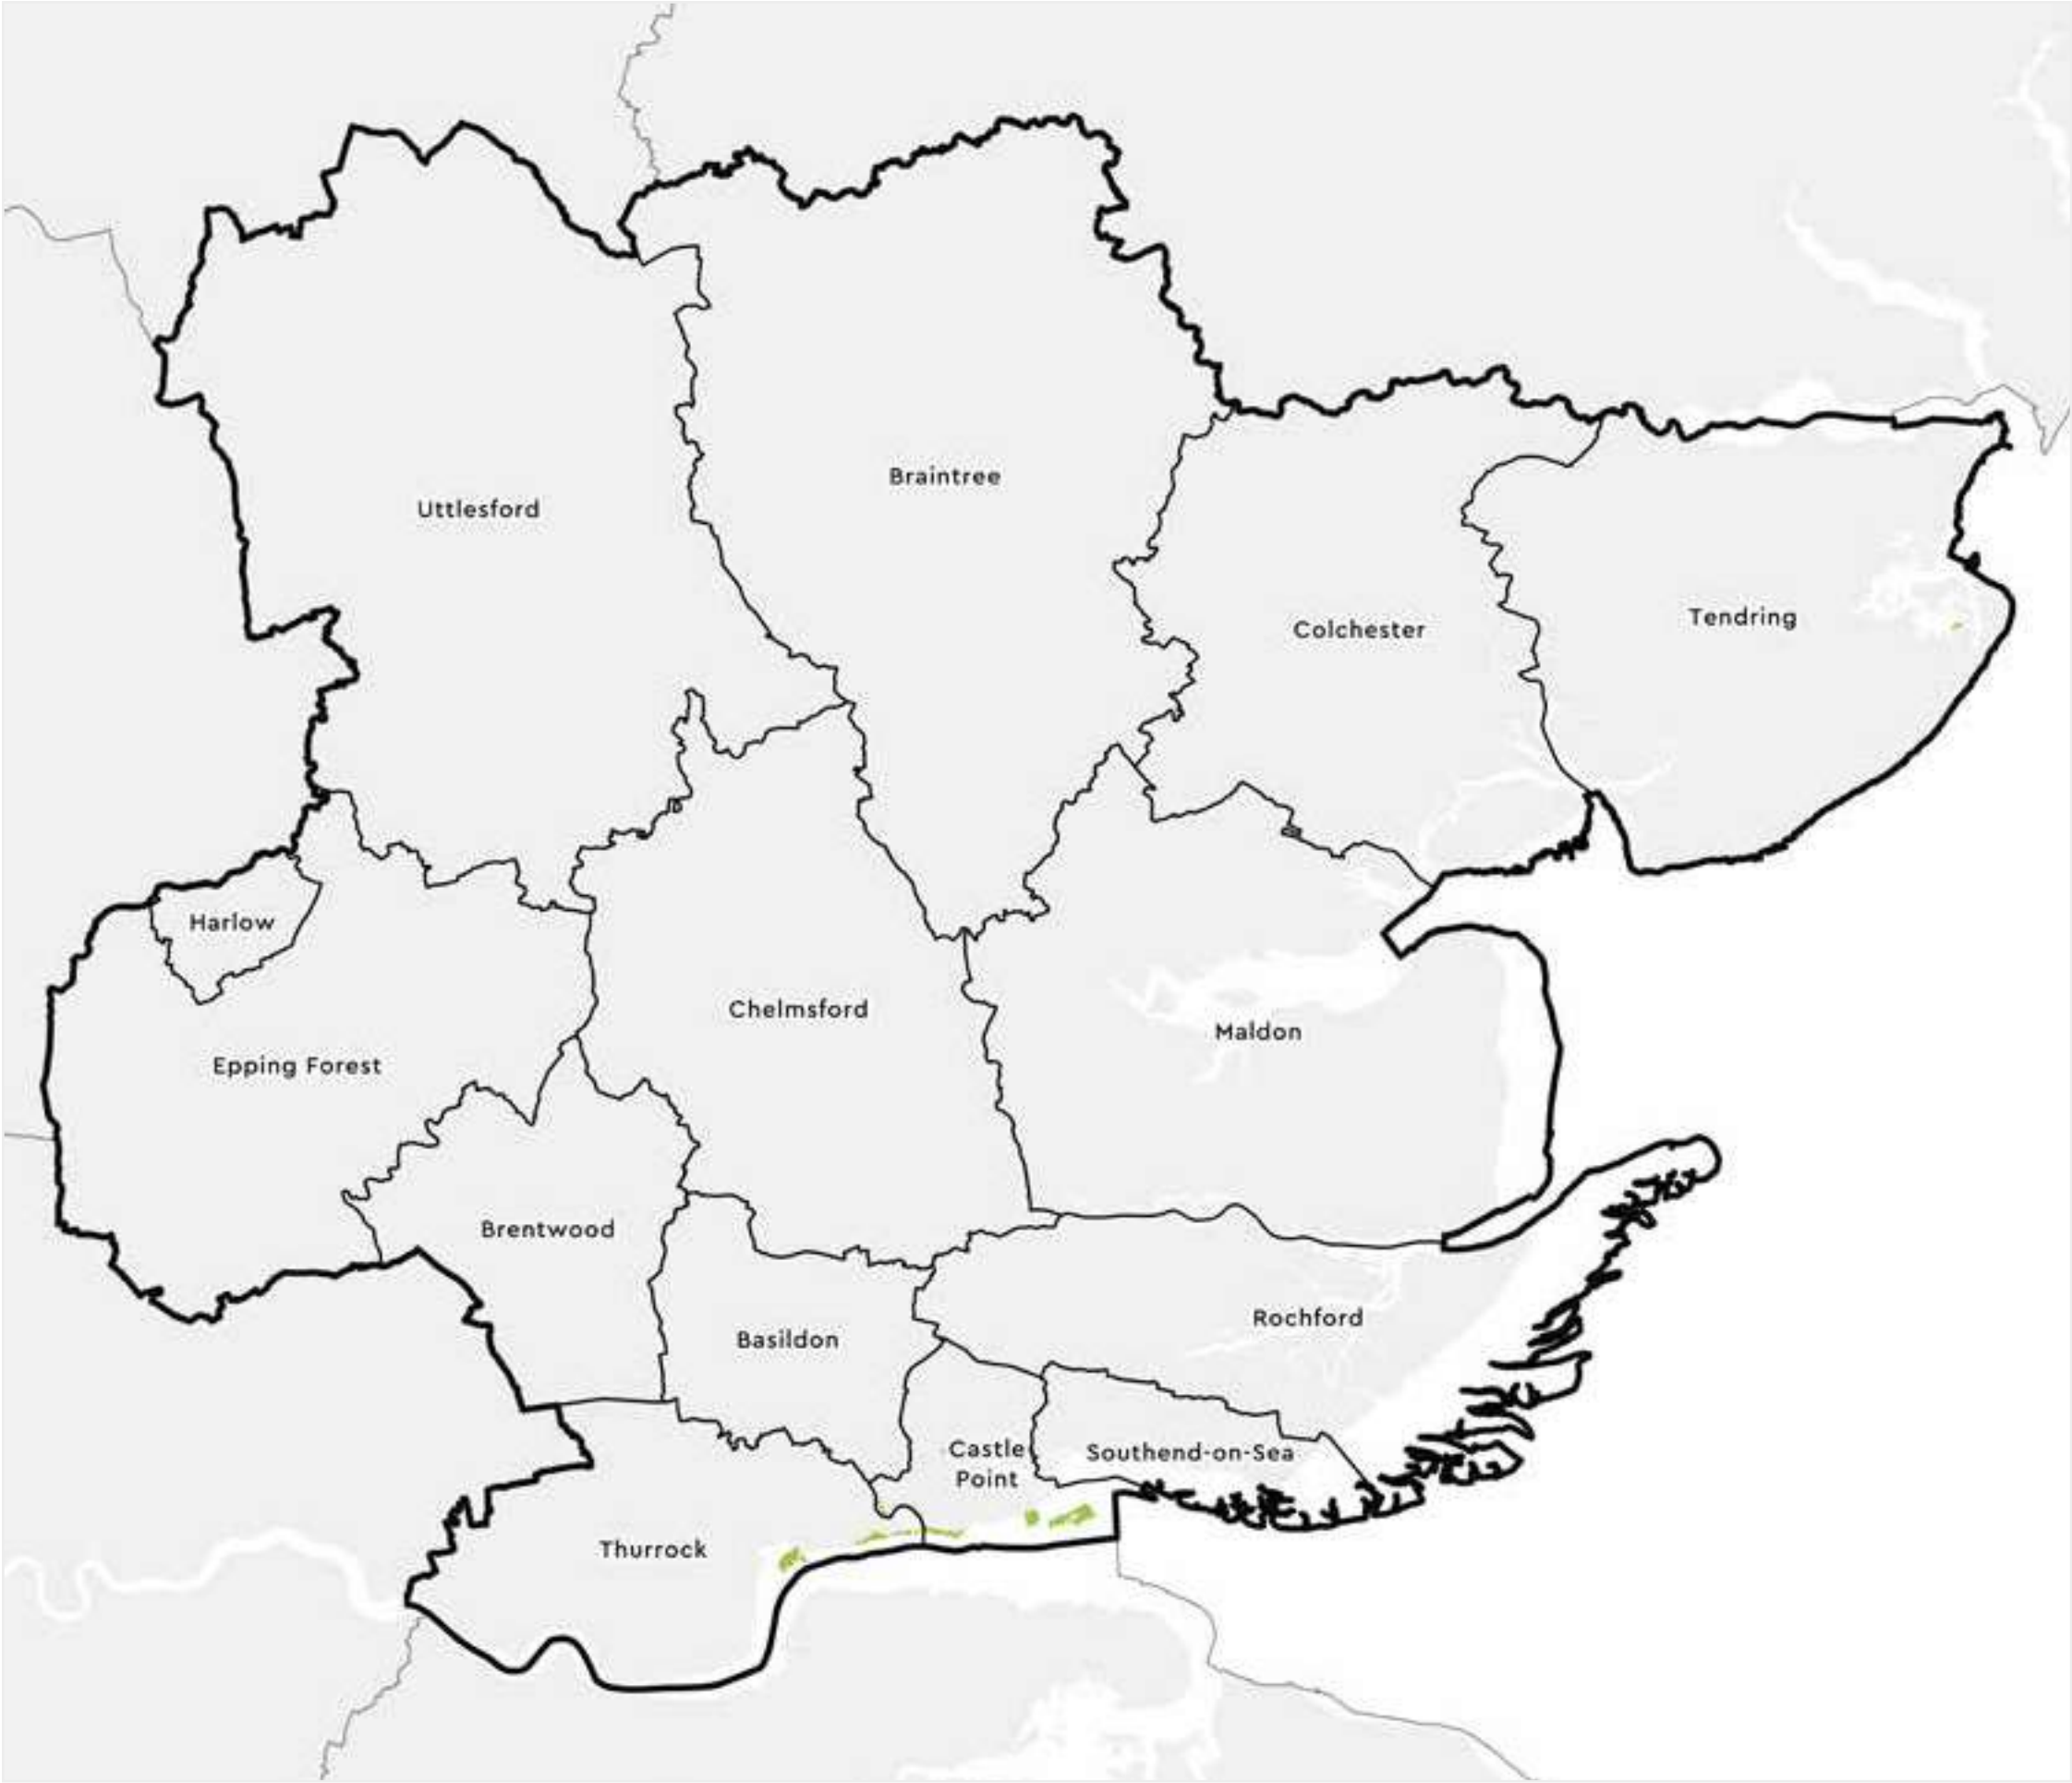 Braintree
Uttlesford
Tendring
Colchester
Harlow
Chelmsford
Maldon
Epping Forest
Brentwood
Rochford
Basildon
Castle
Point
Southend-on-Sea
Thurrock